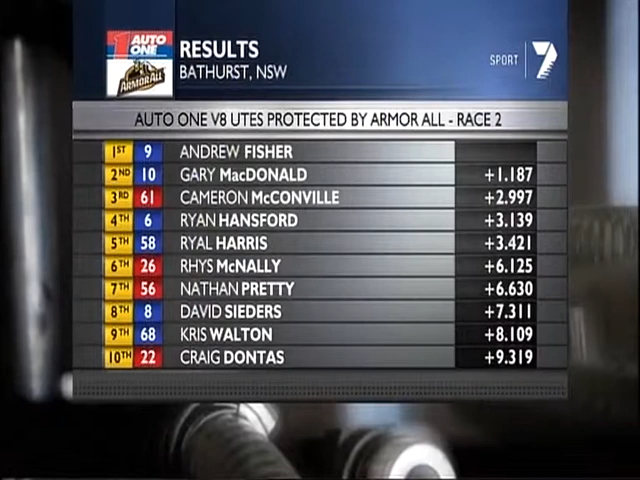 1 AUTO ONE
ARMORALL
RESULTS
BATHURST, NSW
SPORT 7
AUTO ONE V8 UTES PROTECTED BY ARMOR ALL - RACE 2
1ST 9 ANDREW FISHER
2ND 10 GARY MacDONALD +1.187
3RD 61 CAMERON McCONVILLE +2.997
4TH 6 RYAN HANSFORD +3.139
5TH 58 RYAL HARRIS +3.421
6TH 26 RHYS McNALLY +6.125
7TH 56 NATHAN PRETTY +6.630
8TH 8 DAVID SIEDERS +7.311
9TH 68 KRIS WALTON +8.109
10TH 22 CRAIG DONTAS +9.319